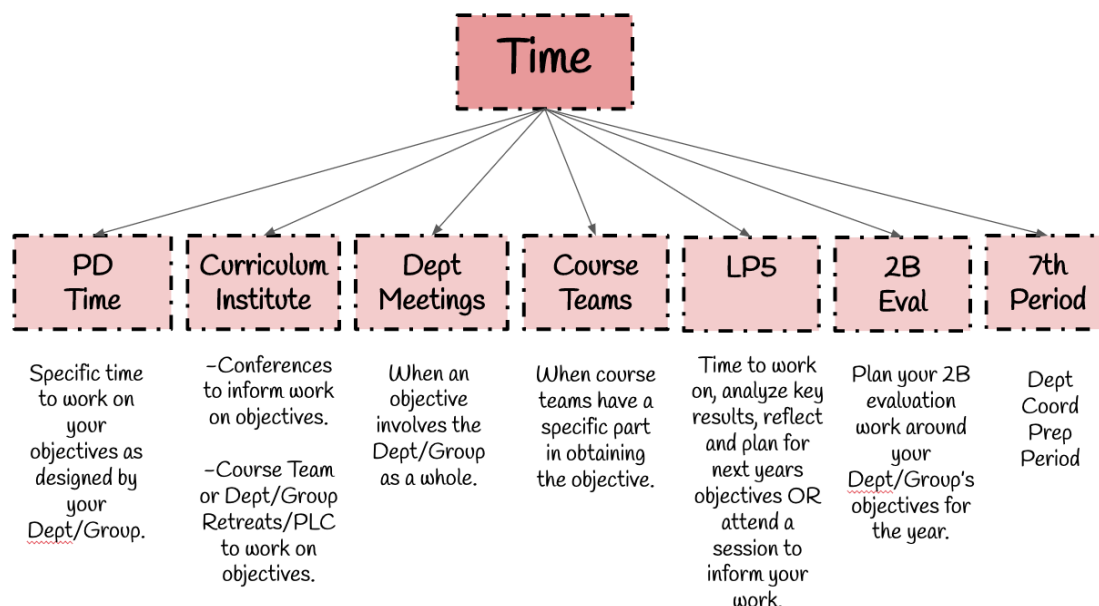 Time
PD
Time
Curriculum
Institute
Dept
Meetings
Course
Teams
LP5
2B
Eval
7th
Period
Specific time
to work on
your
objectives as
designed by
your
Dept/Group.
-Conferences
to inform work
on objectives.
-Course Team
or Dept/Group
Retreats/PLC
to work on
objectives.
When an
objective
involves the
Dept/Group
as a whole.
When course
teams have a
specific part
in obtaining
the objective.
Time to work
on, analyze key
results, reflect
and plan for
next years
objectives OR
attend a
session to
inform your
work.
Plan your 2B
evaluation
work around
your
Dept/Group's
objectives for
the year.
Dept
Coord
Prep
Period